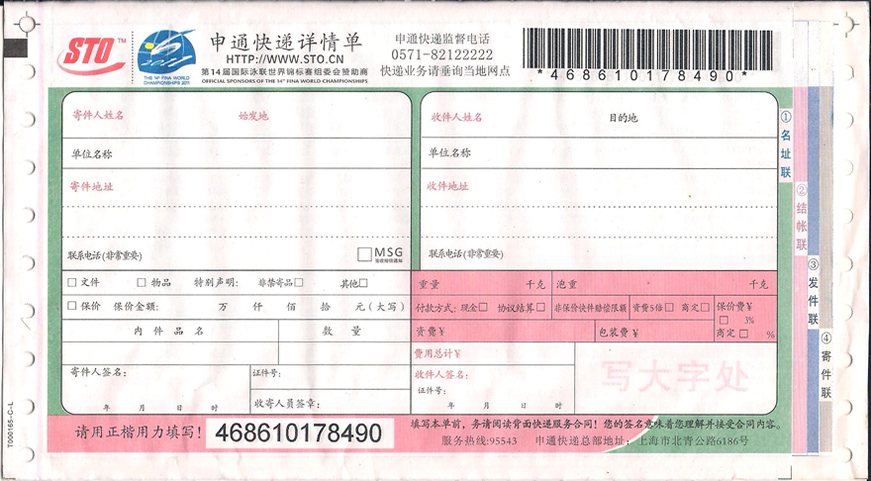 STO™
THE 14th FINA WORLD
CHAMPIONSHIPS 2011
申通快递详情单
HTTP://WWW.STO.CN
第14届国际泳联世界锦标赛组委会赞助商
OFFICIAL SPONSORS OF THE 14th FINA WORLD CHAMPIONSHIPS
申通快递监督电话
0571-82122222
快递业务请垂询当地网点
*468610178490*
寄件人姓名 始发地
单位名称
寄件地址
联系电话(非常重要)
MSG
收件人姓名 目的地
单位名称
收件地址
联系电话(非常重要)
①名址联
②结帐联
③发件联
④寄件联
文件 物品 特别声明: 非禁寄品 其他
保价 保价金额: 万 仟 佰 拾 元(大写)
内件品名 数量
重量 千克 泡重 千克
付款方式: 现金 协议结算 非保价快件赔偿限额 资费5倍 商定
保价费¥
3%
商定 %
资费¥ 包装费¥
费用总计¥
寄件人签名:
年 月 日 时
证件号:
收寄人员签章:
收件人签名:
证件号:
年 月 日 时
写大字处
请用正楷用力填写!
468610178490
填写本单前,务请阅读背面快递服务合同!您的签名意味着您理解并接受合同内容。
服务热线:95543 申通快递总部地址:上海市北青公路6186号
T000165-C-L